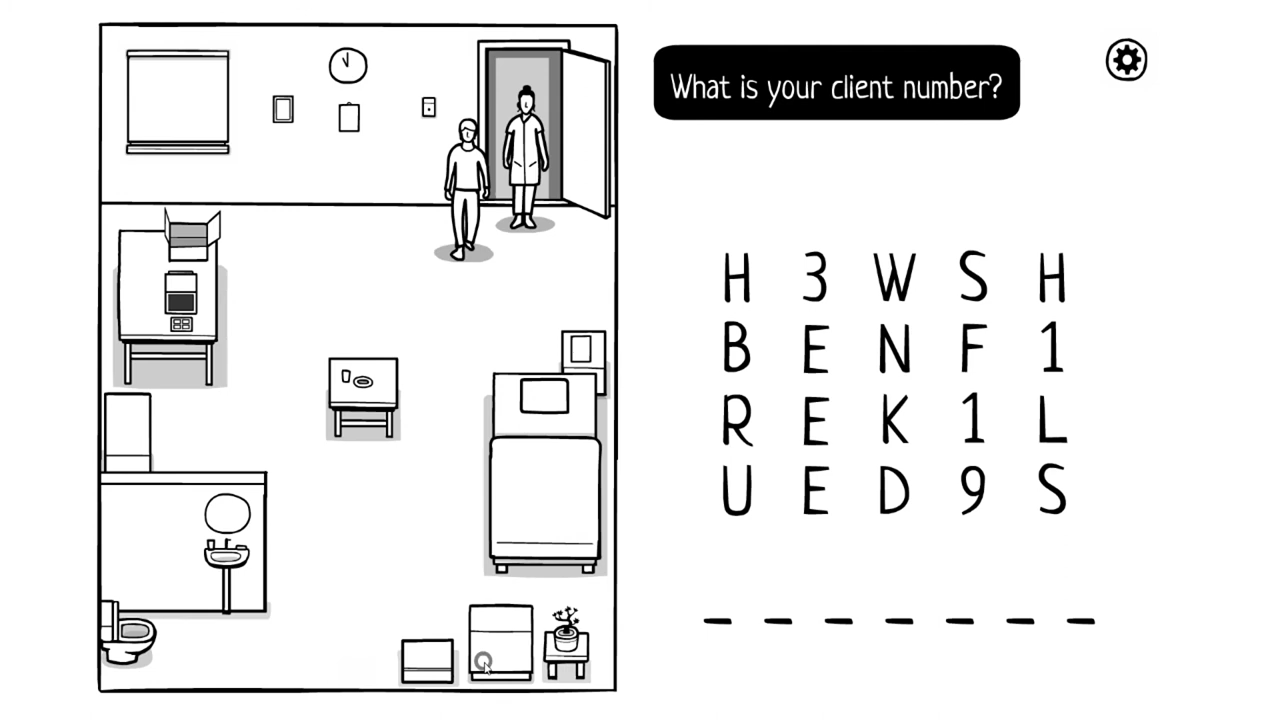 What is your client number?
H 3 W S H
B E N F 1
R E K 1 L
U E D 9 S